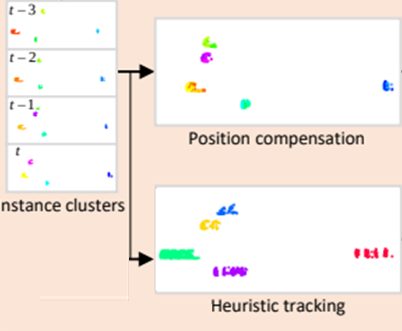 t−3
t−2
t−1
t
nstance clusters
Position compensation
Heuristic tracking